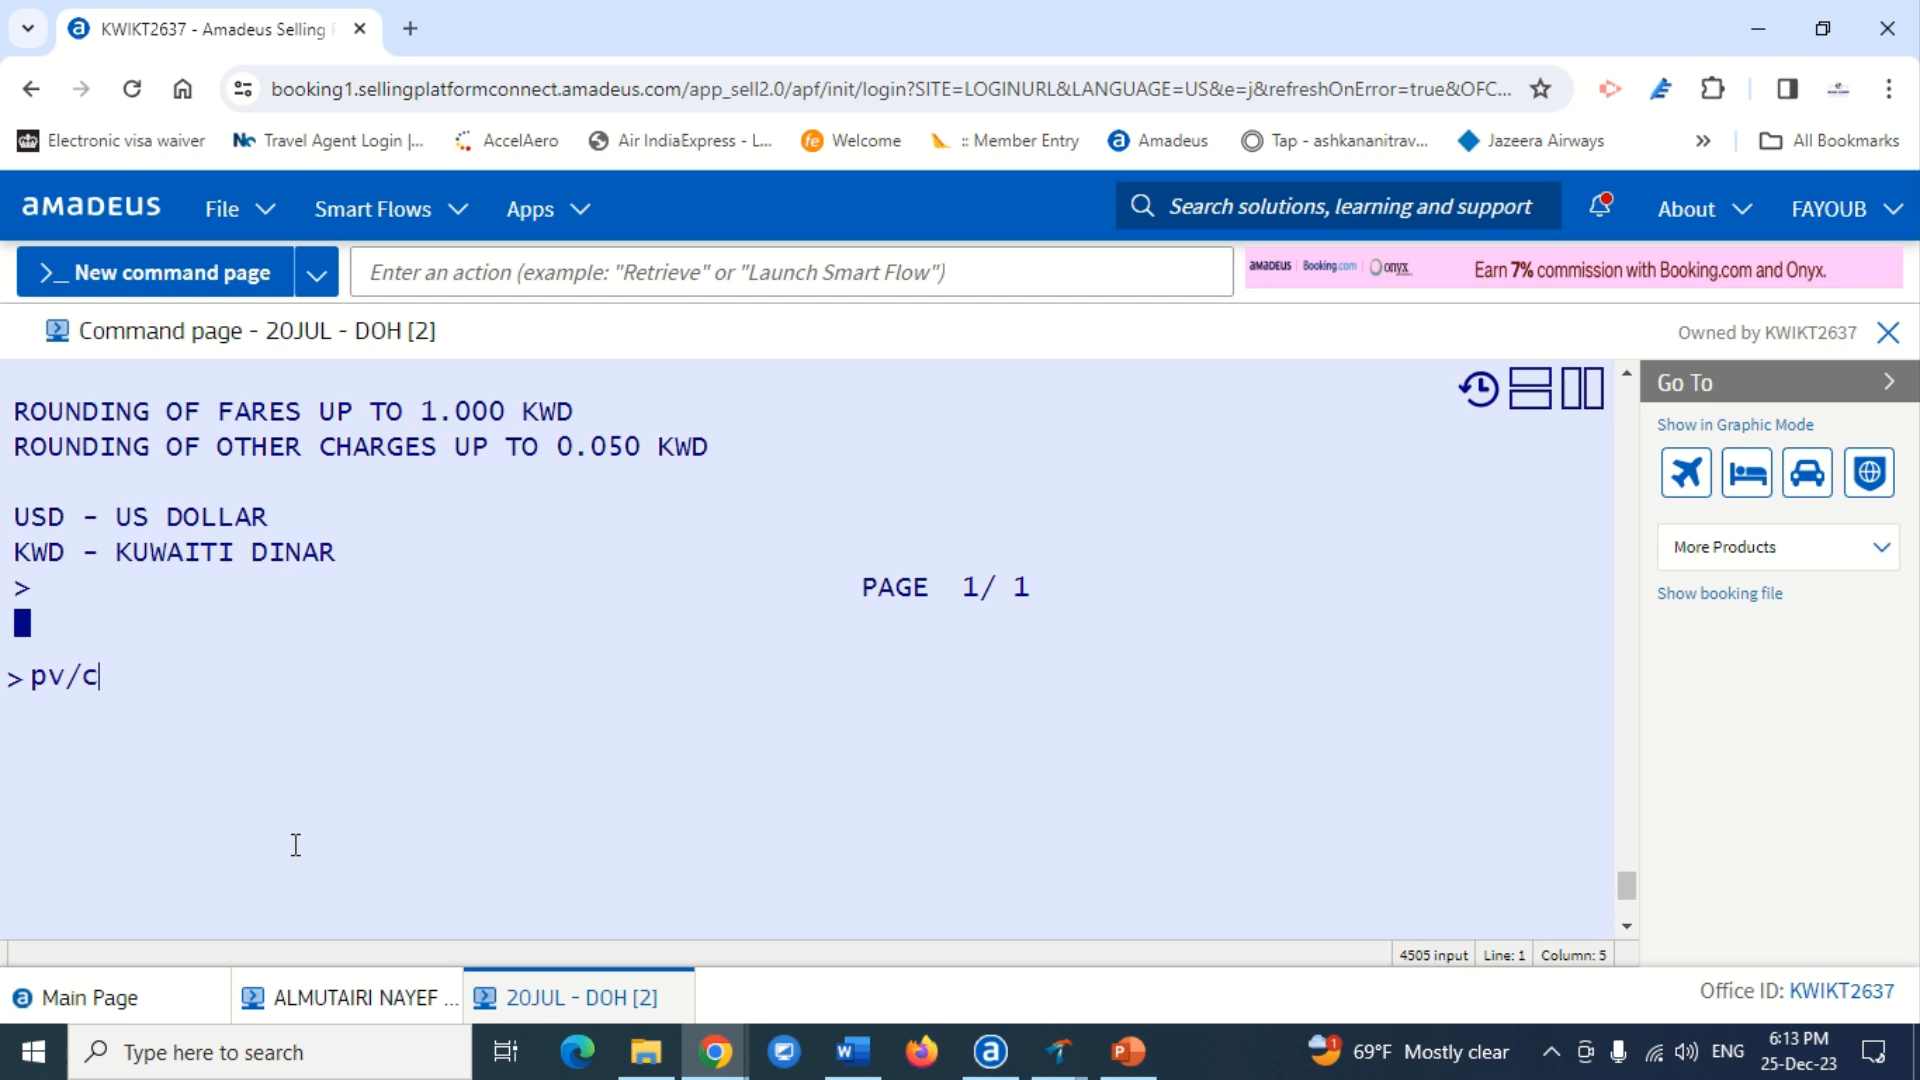 KWIKT2637 - Amadeus Selling
booking1.sellingplatformconnect.amadeus.com/app_sell2.0/apf/init/login?SITE=LOGINURL&LANGUAGE=US&e=j&refreshOnError=true&OFC...
Electronic visa waiver
Travel Agent Login |...
AccelAero
Air IndiaExpress - L...
Welcome
:: Member Entry
Amadeus
Tap - ashkananitrav...
Jazeera Airways
All Bookmarks
amadeus
File
Smart Flows
Apps
Search solutions, learning and support
About
FAYOUB
>_ New command page
Enter an action (example: "Retrieve" or "Launch Smart Flow")
amadeus | Booking.com | Onyx
Earn 7% commission with Booking.com and Onyx.
Command page - 20JUL - DOH [2]
Owned by KWIKT2637
ROUNDING OF FARES UP TO 1.000 KWD
ROUNDING OF OTHER CHARGES UP TO 0.050 KWD
USD - US DOLLAR
KWD - KUWAITI DINAR
> PAGE 1/ 1
> pv/c
Go To
Show in Graphic Mode
More Products
Show booking file
4505 input
Line: 1
Column: 5
Main Page
ALMUTAIRI NAYEF ...
20JUL - DOH [2]
Office ID: KWIKT2637
Type here to search
69°F Mostly clear
ENG
6:13 PM
25-Dec-23